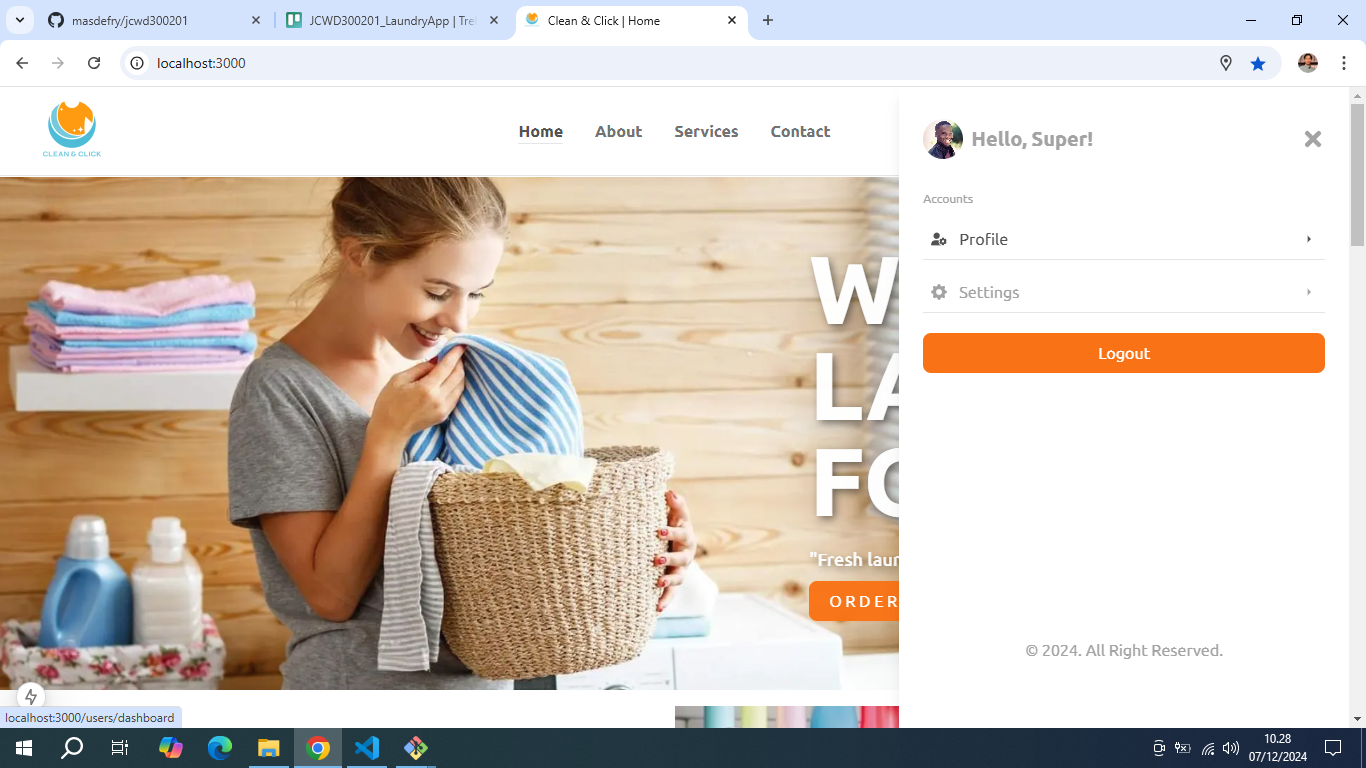 masdefry/jcwd300201
JCWD300201_LaundryApp | Tre
Clean & Click | Home
localhost:3000
CLEAN & CLICK
Home About Services Contact
Hello, Super!
Accounts
Profile
Settings
Logout
W
LA
FO
"Fresh laun
ORDER
© 2024. All Right Reserved.
localhost:3000/users/dashboard
10.28
07/12/2024